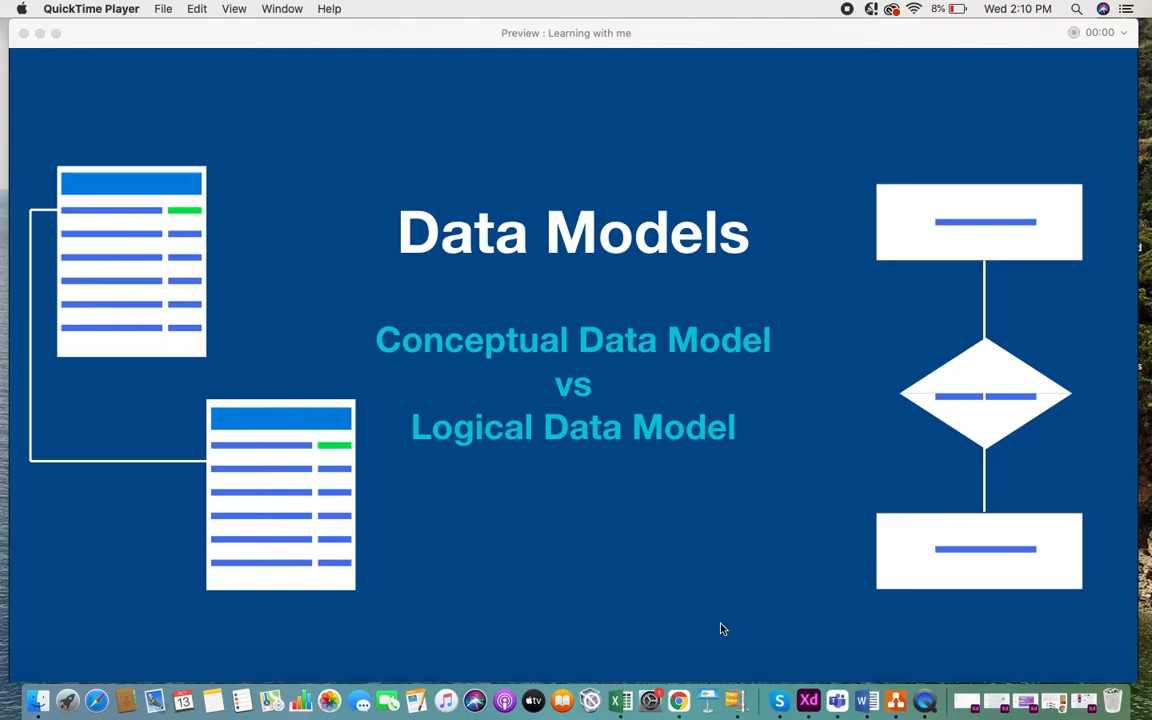 QuickTime Player File Edit View Window Help 8% Wed 2:10 PM
Preview : Learning with me 00:00
Data Models
Conceptual Data Model
vs
Logical Data Model